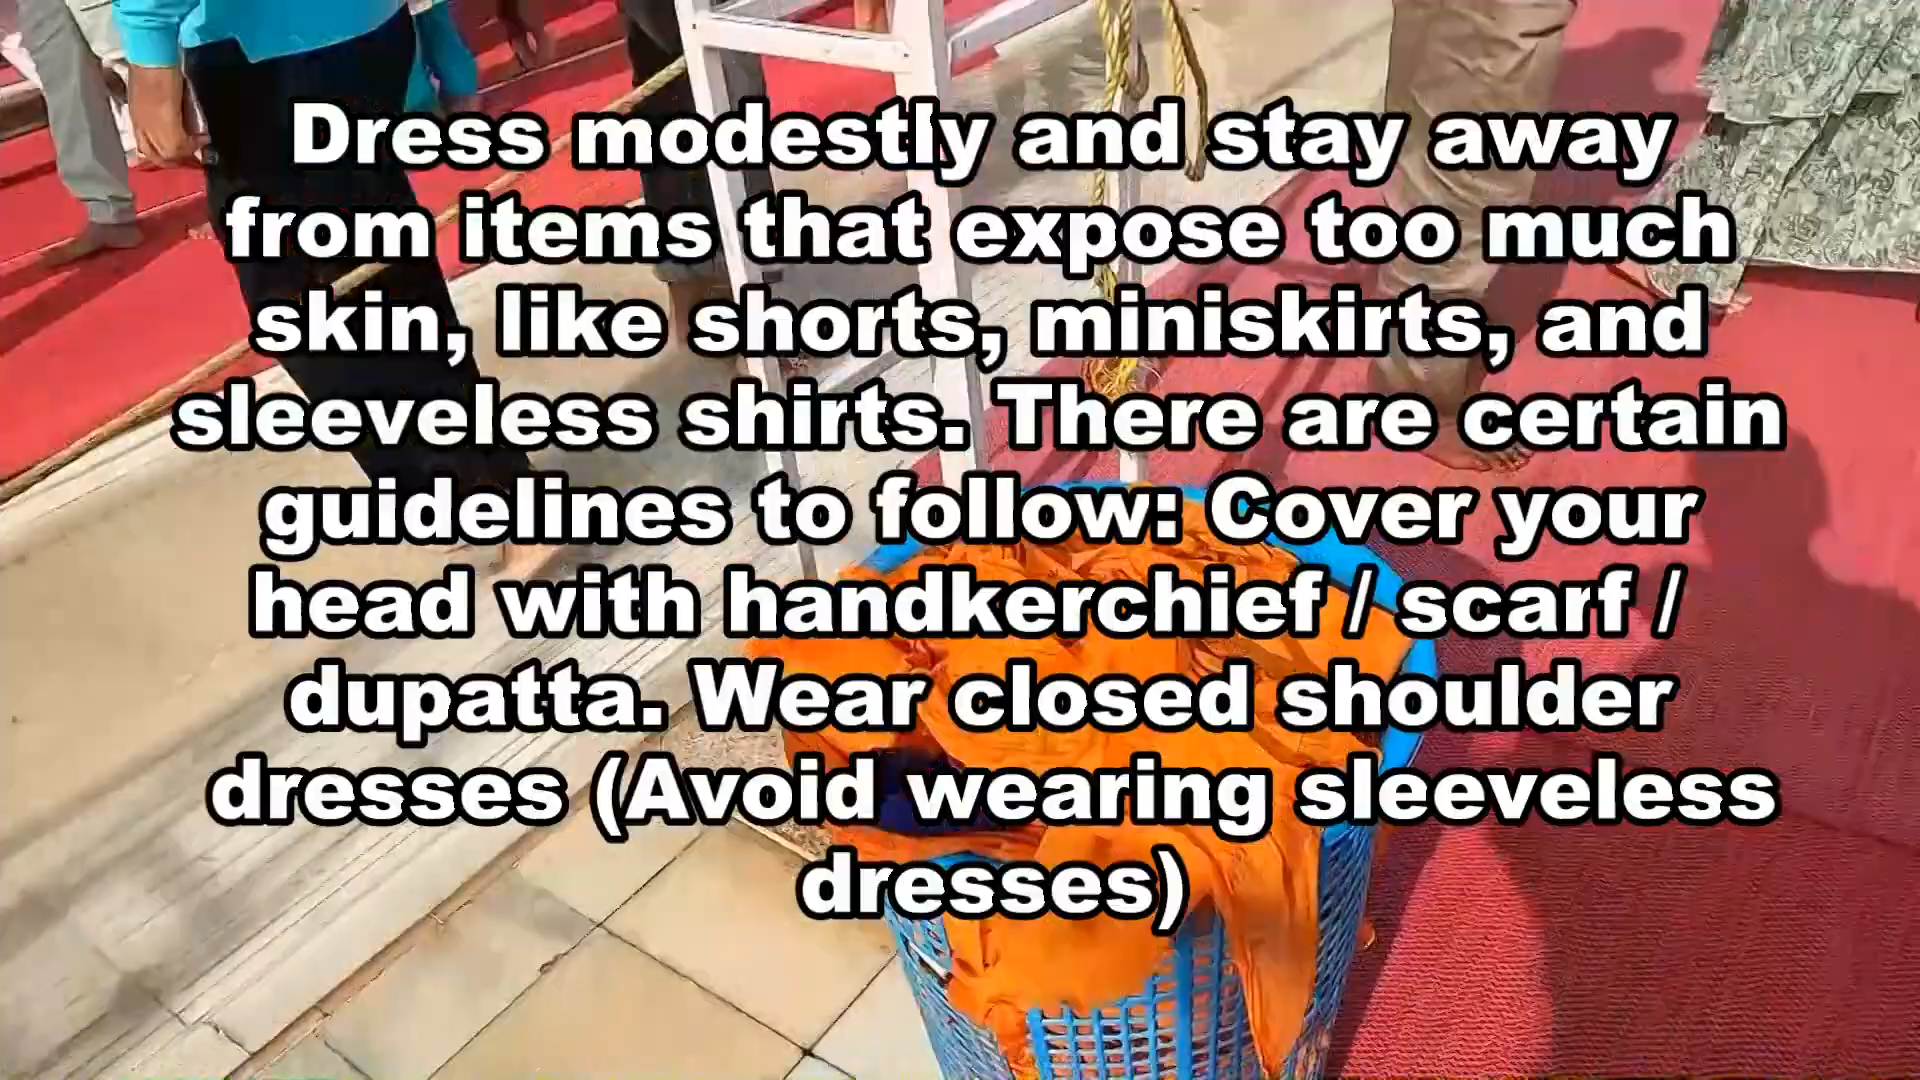 Dress modestly and stay away
from items that expose too much
skin, like shorts, miniskirts, and
sleeveless shirts. There are certain
guidelines to follow: Cover your
head with handkerchief / scarf /
dupatta. Wear closed shoulder
dresses (Avoid wearing sleeveless
dresses)